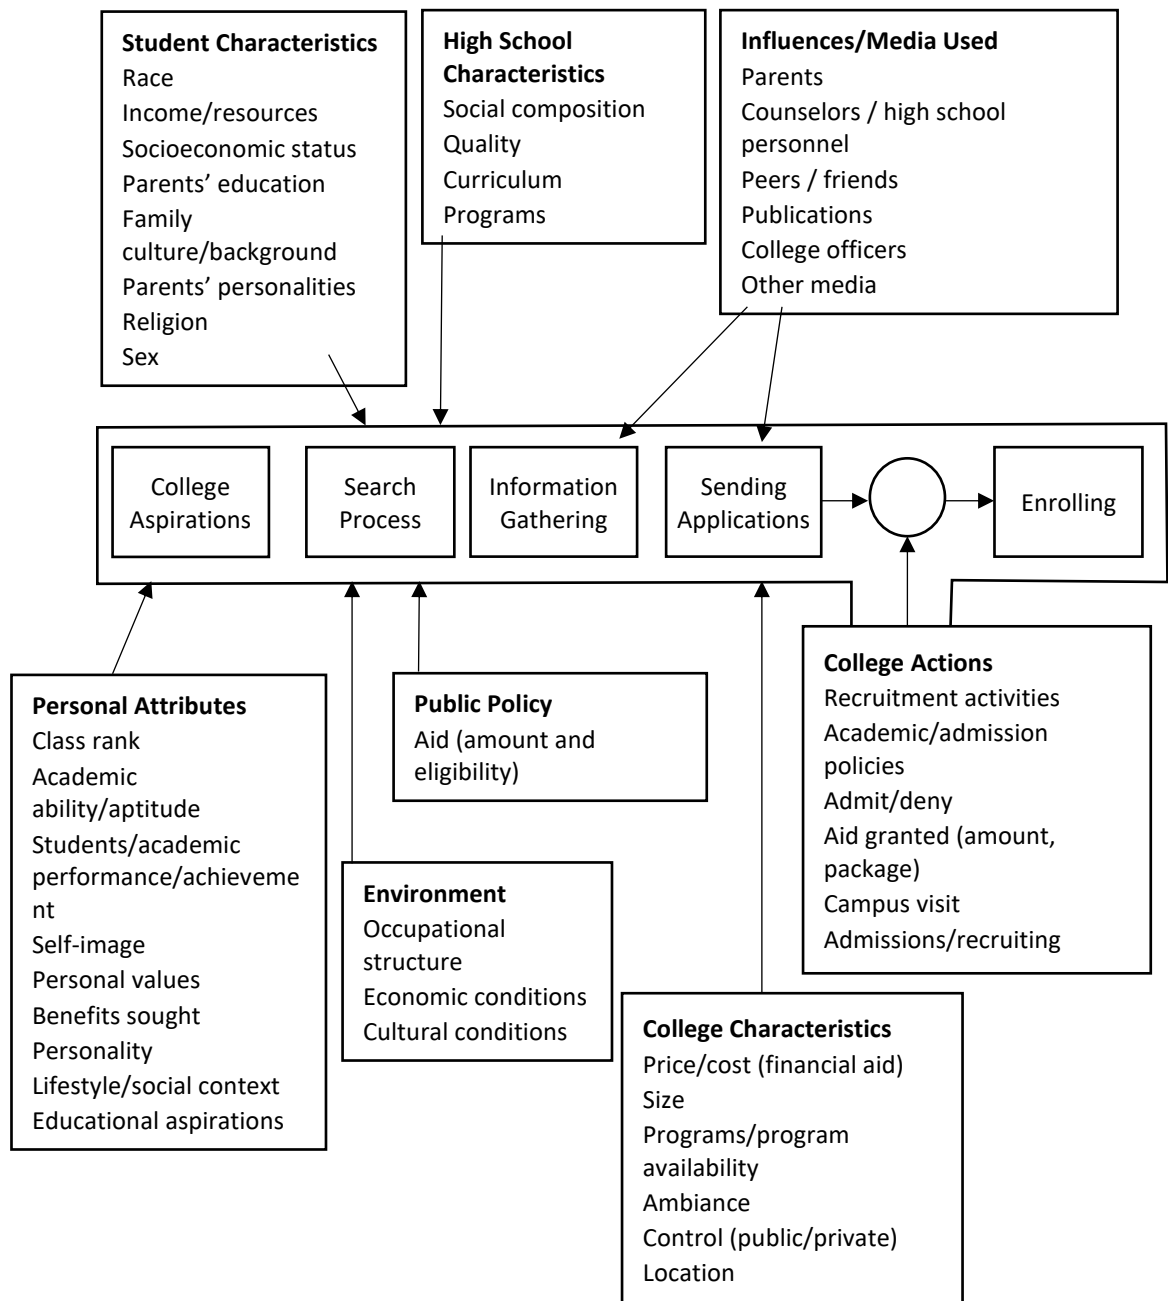 Student Characteristics
Race
Income/resources
Socioeconomic status
Parents’ education
Family
culture/background
Parents’ personalities
Religion
Sex
High School
Characteristics
Social composition
Quality
Curriculum
Programs
Influences/Media Used
Parents
Counselors / high school
personnel
Peers / friends
Publications
College officers
Other media
College
Aspirations
Search
Process
Information
Gathering
Sending
Applications
Enrolling
Personal Attributes
Class rank
Academic
ability/aptitude
Students/academic
performance/achieveme
nt
Self-image
Personal values
Benefits sought
Personality
Lifestyle/social context
Educational aspirations
Public Policy
Aid (amount and
eligibility)
Environment
Occupational
structure
Economic conditions
Cultural conditions
College Characteristics
Price/cost (financial aid)
Size
Programs/program
availability
Ambiance
Control (public/private)
Location
College Actions
Recruitment activities
Academic/admission
policies
Admit/deny
Aid granted (amount,
package)
Campus visit
Admissions/recruiting